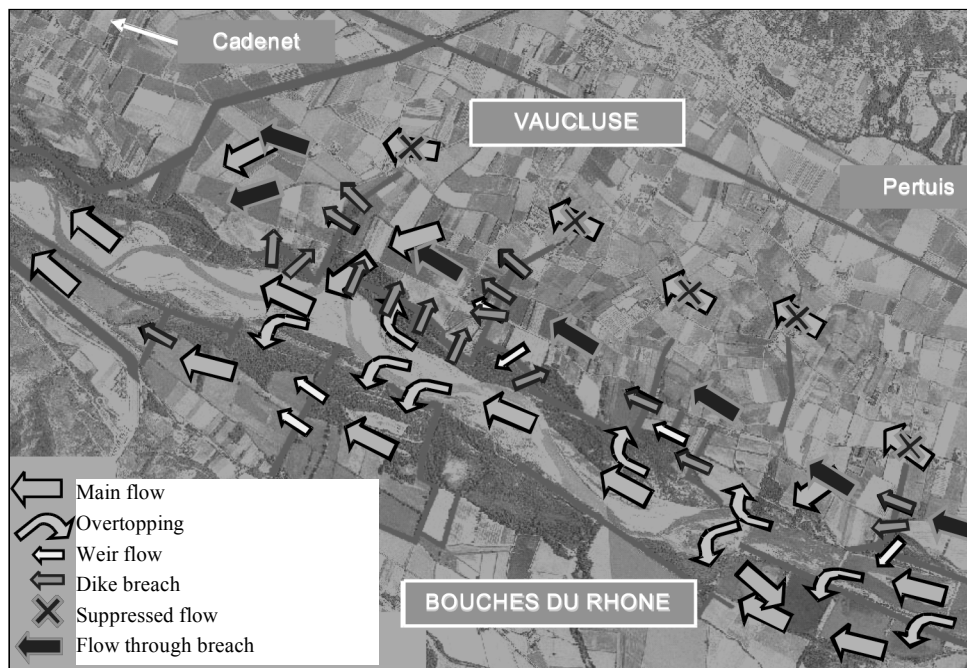 Cadenet
VAUCLUSE
Pertuis
BOUCHES DU RHONE
Main flow
Overtopping
Weir flow
Dike breach
Suppressed flow
Flow through breach